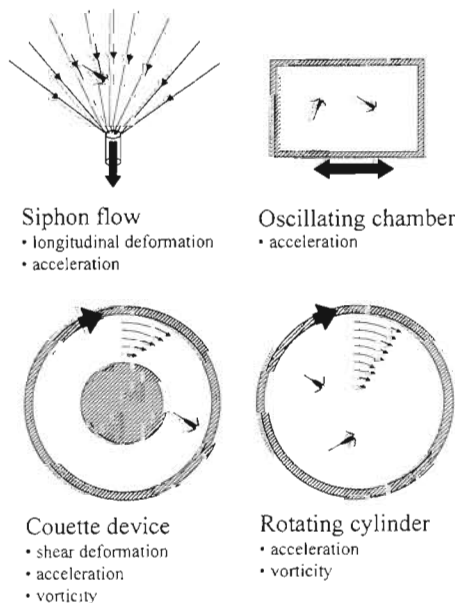 Siphon flow
• longitudinal deformation
• acceleration
Oscillating chamber
• acceleration
Couette device
• shear deformation
• acceleration
• vorticity
Rotating cylinder
• acceleration
• vorticity